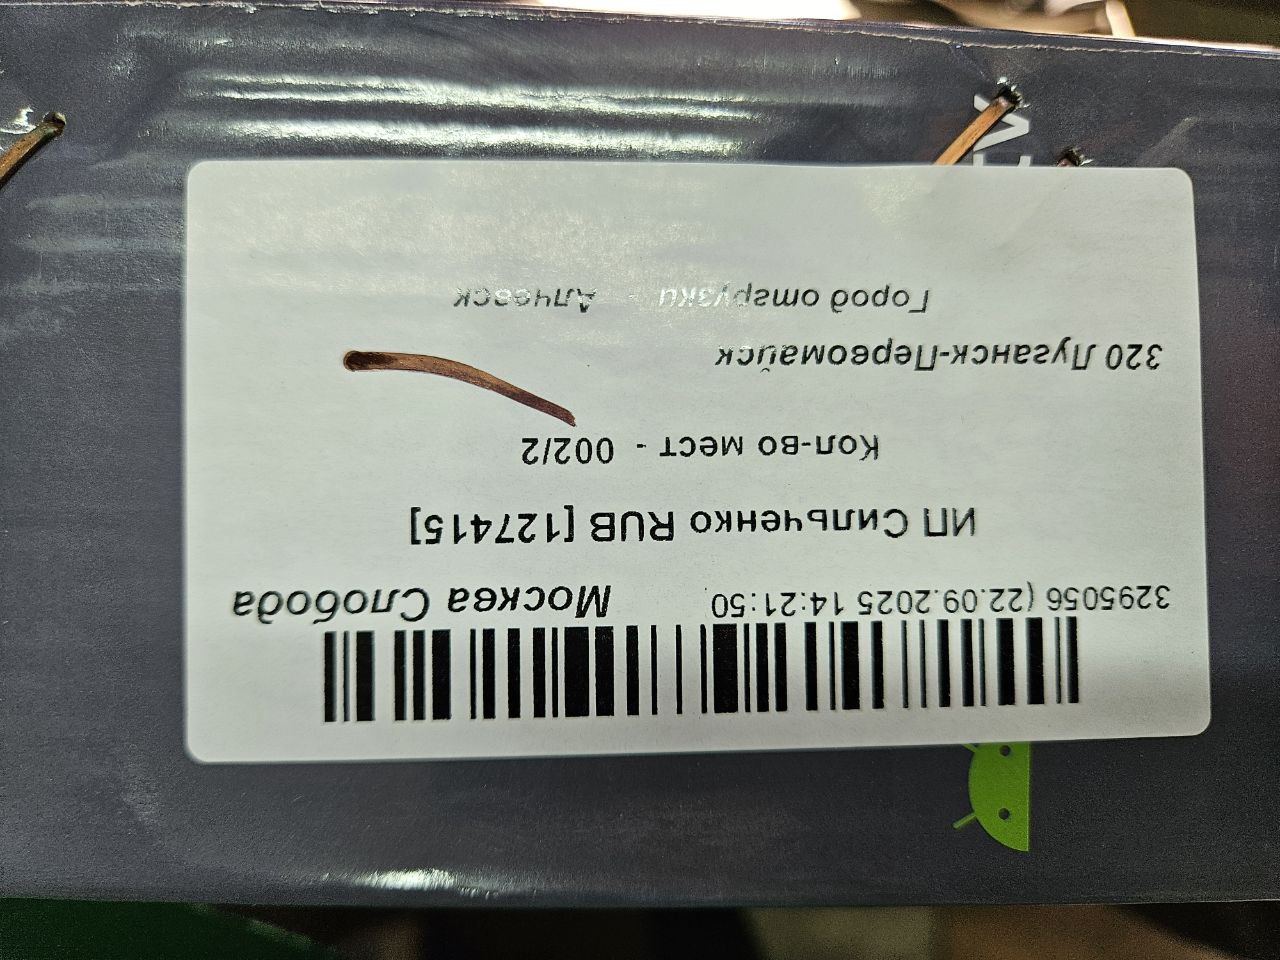 3295056 (22.09.2025 14:21:50 Москва Слобода
ИП Сильченко RUB [127415]
Кол-во мест - 002/2
320 Луганск-Первомайск
Город отгрузки - Алчевск